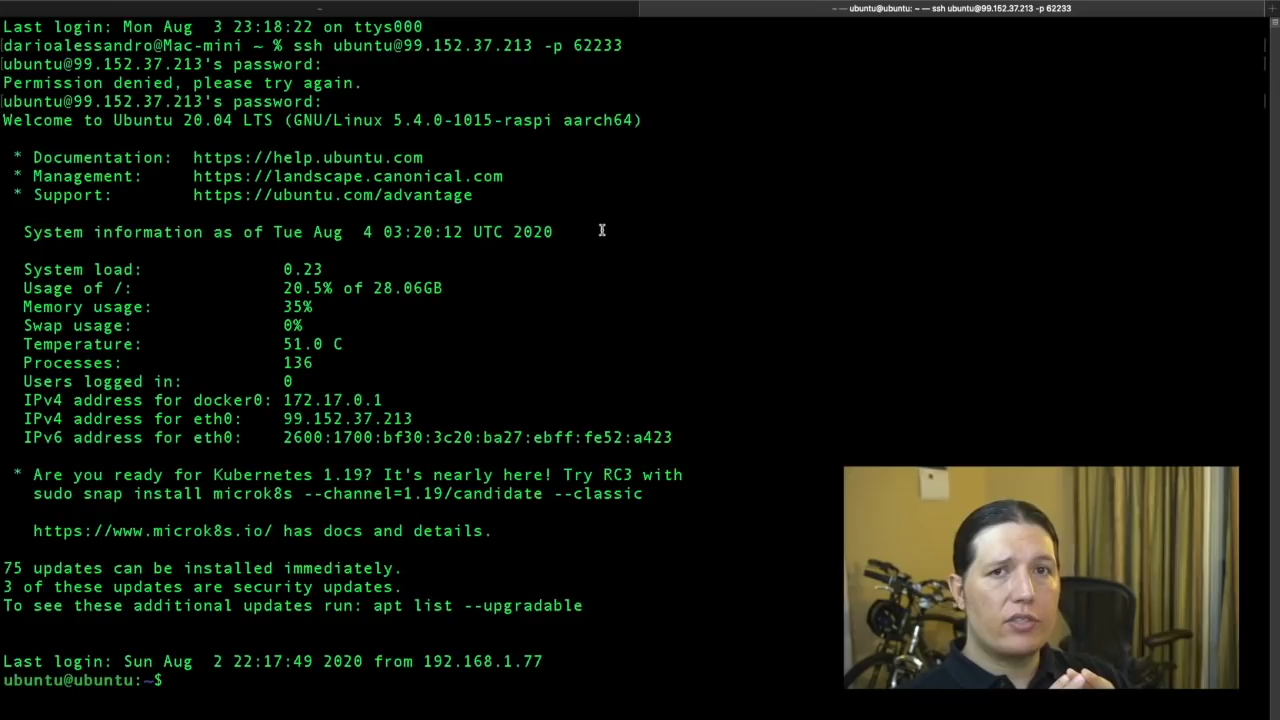 ~
~ — ubuntu@ubuntu: ~ — ssh ubuntu@99.152.37.213 -p 62233
Last login: Mon Aug  3 23:18:22 on ttys000
[darioalessandro@Mac-mini ~ % ssh ubuntu@99.152.37.213 -p 62233
[ubuntu@99.152.37.213's password:
Permission denied, please try again.
[ubuntu@99.152.37.213's password:
Welcome to Ubuntu 20.04 LTS (GNU/Linux 5.4.0-1015-raspi aarch64)
* Documentation:  https://help.ubuntu.com
* Management:     https://landscape.canonical.com
* Support:        https://ubuntu.com/advantage
System information as of Tue Aug  4 03:20:12 UTC 2020
System load:              0.23
Usage of /:               20.5% of 28.06GB
Memory usage:             35%
Swap usage:               0%
Temperature:              51.0 C
Processes:                136
Users logged in:          0
IPv4 address for docker0: 172.17.0.1
IPv4 address for eth0:    99.152.37.213
IPv6 address for eth0:    2600:1700:bf30:3c20:ba27:ebff:fe52:a423
* Are you ready for Kubernetes 1.19? It's nearly here! Try RC3 with
sudo snap install microk8s --channel=1.19/candidate --classic
https://www.microk8s.io/ has docs and details.
75 updates can be installed immediately.
3 of these updates are security updates.
To see these additional updates run: apt list --upgradable
Last login: Sun Aug  2 22:17:49 2020 from 192.168.1.77
ubuntu@ubuntu:~$